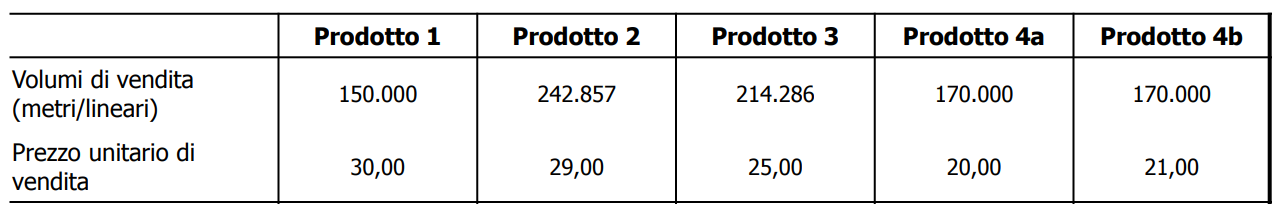 Prodotto 1 Prodotto 2 Prodotto 3 Prodotto 4a Prodotto 4b
Volumi di vendita
(metri/lineari) 150.000 242.857 214.286 170.000 170.000
Prezzo unitario di
vendita 30,00 29,00 25,00 20,00 21,00